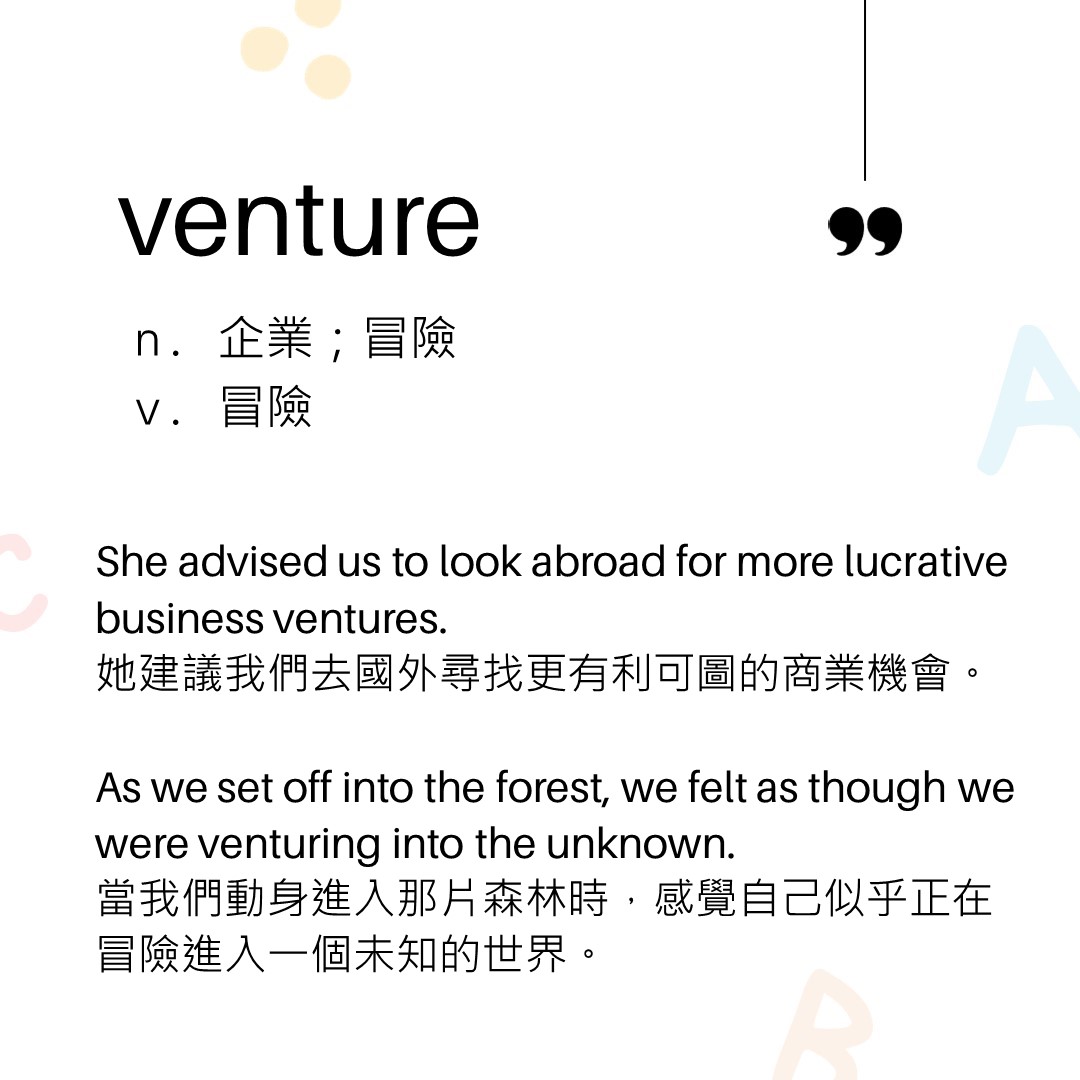 venture
”
n. 企業；冒險
v. 冒險
She advised us to look abroad for more lucrative
business ventures.
她建議我們去國外尋找更有利可圖的商業機會。
As we set off into the forest, we felt as though we
were venturing into the unknown.
當我們動身進入那片森林時，感覺自己似乎正在
冒險進入一個未知的世界。
A
C
B